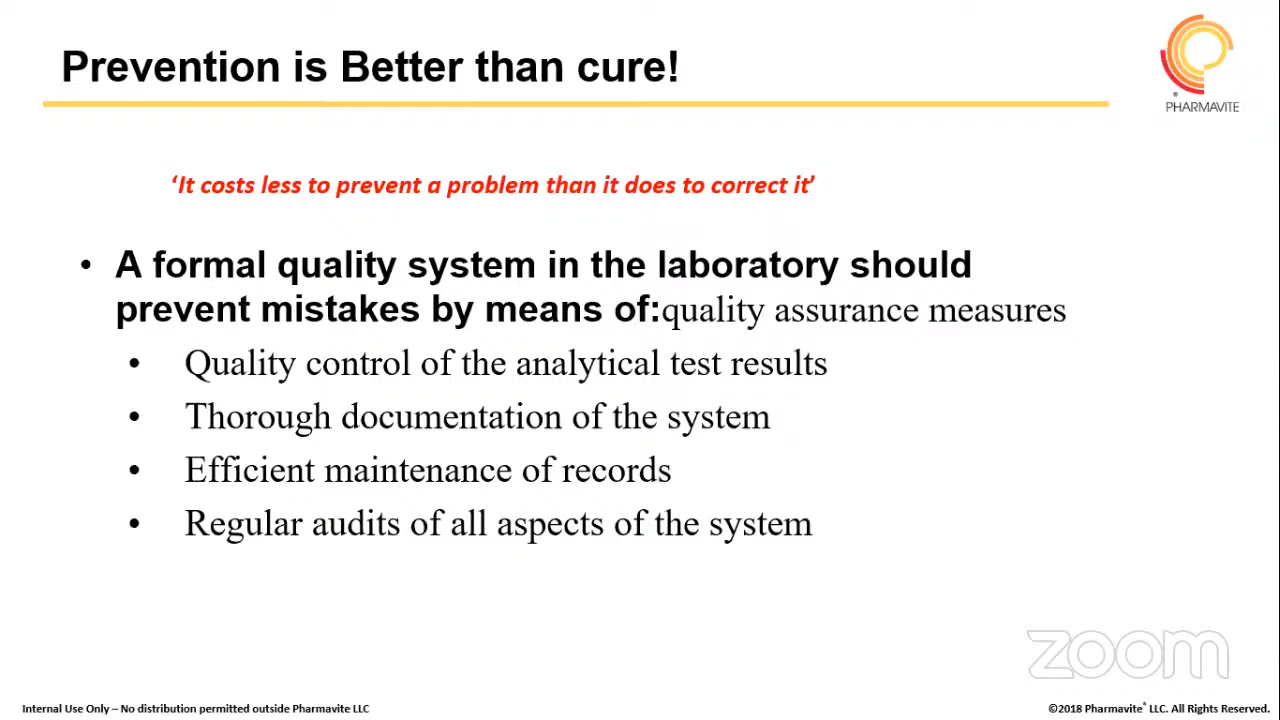 Prevention is Better than cure!
® PHARMAVITE
‘It costs less to prevent a problem than it does to correct it’
• A formal quality system in the laboratory should
prevent mistakes by means of:quality assurance measures
• Quality control of the analytical test results
• Thorough documentation of the system
• Efficient maintenance of records
• Regular audits of all aspects of the system
zoom
Internal Use Only – No distribution permitted outside Pharmavite LLC
©2018 Pharmavite® LLC. All Rights Reserved.